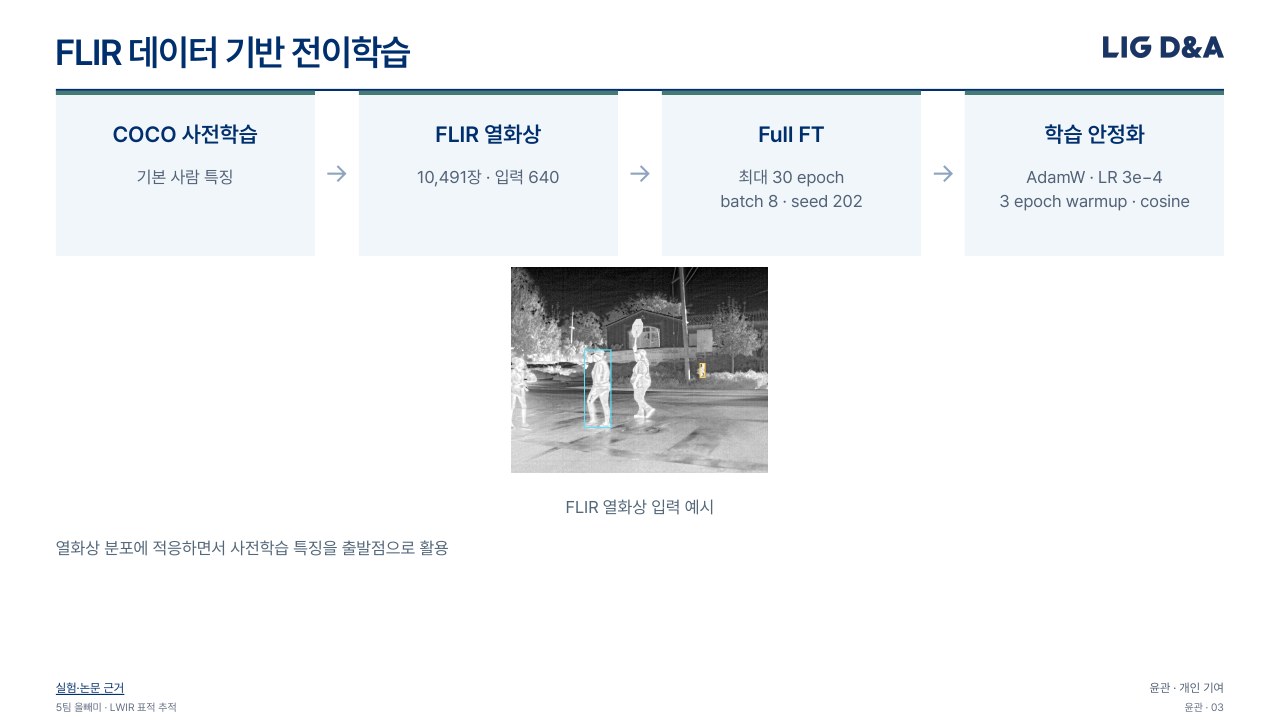 FLIR 데이터 기반 전이학습
LIG D&A
COCO 사전학습
기본 사람 특징
→
FLIR 열화상
10,491장 · 입력 640
→
Full FT
최대 30 epoch
batch 8 · seed 202
→
학습 안정화
AdamW · LR 3e−4
3 epoch warmup · cosine
FLIR 열화상 입력 예시
열화상 분포에 적응하면서 사전학습 특징을 출발점으로 활용
실험·논문 근거
5팀 올빼미 · LWIR 표적 추적
윤관 · 개인 기여
윤관 · 03